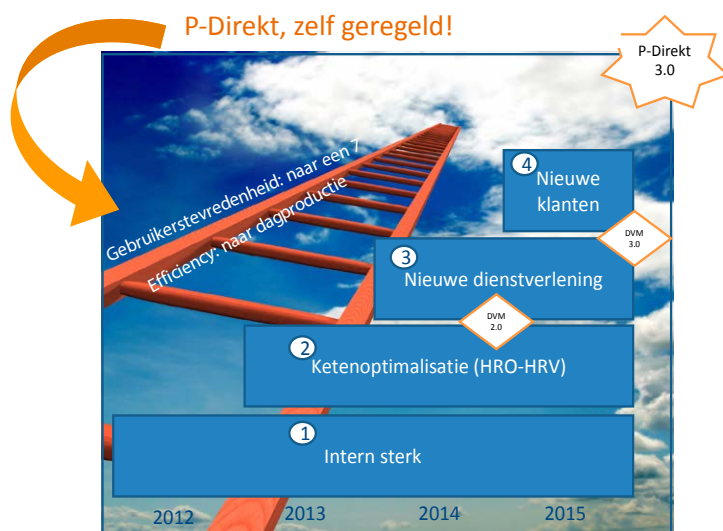 P-Direkt, zelf geregeld!
P-Direkt
3.0
Gebruikerstevredenheid: naar een 7
Efficiency: naar dagproductie
4
Nieuwe
klanten
DVM
3.0
3
Nieuwe dienstverlening
DVM
2.0
2
Ketenoptimalisatie (HRO-HRV)
1
Intern sterk
2012
2013
2014
2015